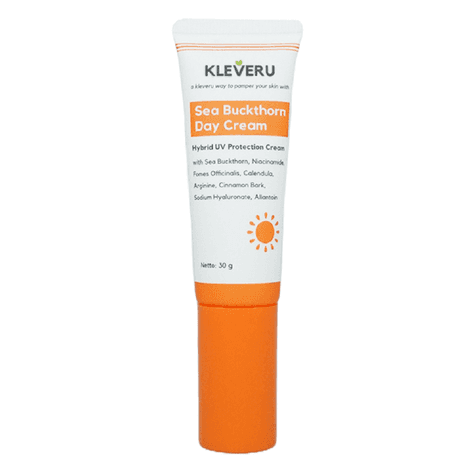 KLEVERU
a kleveru way to pamper your skin with
Sea Buckthorn
Day Cream
Hybrid UV Protection Cream
with Sea Buckthorn, Niacinamide,
Fomes Officinalis, Calendula,
Arginine, Cinnamon Bark,
Sodium Hyaluronate, Allantoin
Netto: 30 g